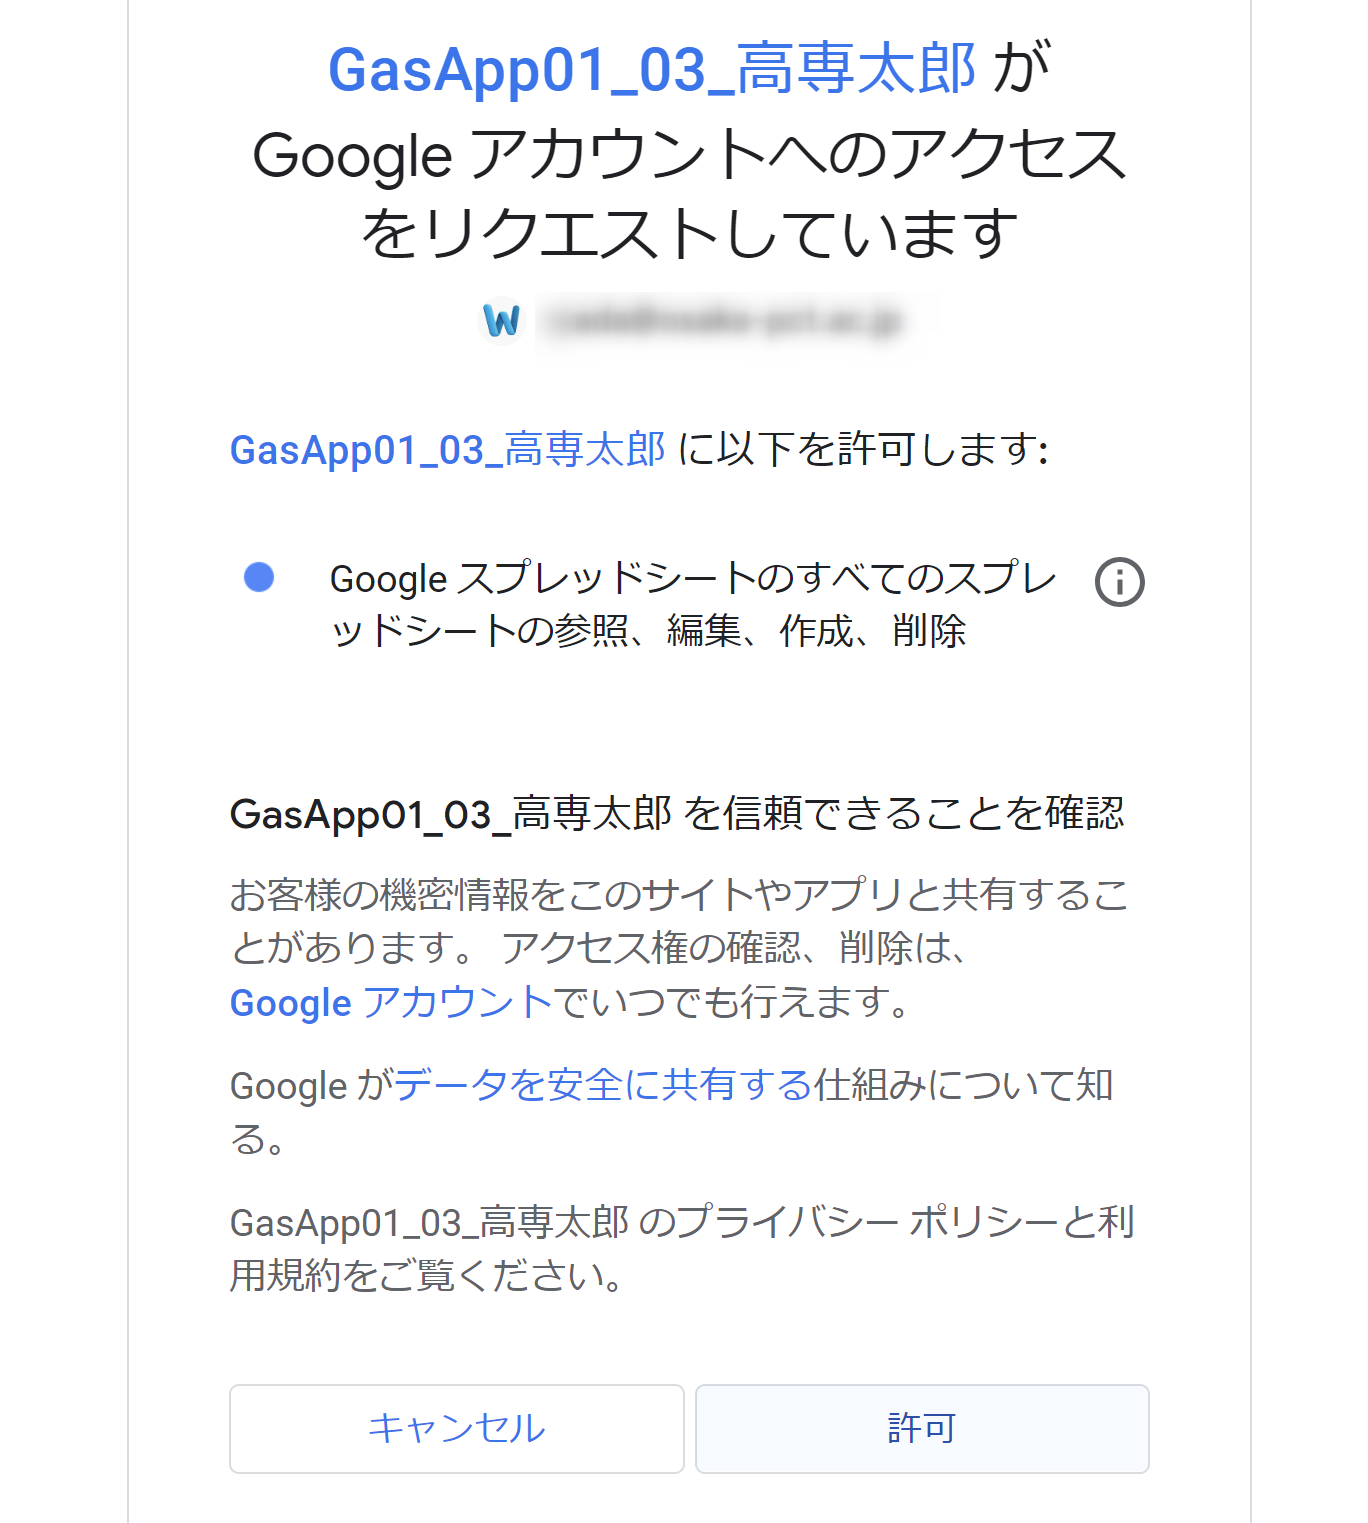 GasApp01_03_高専太郎 が
Google アカウントへのアクセス
をリクエストしています
GasApp01_03_高専太郎 に以下を許可します:
Google スプレッドシートのすべてのスプレ
ッドシートの参照、編集、作成、削除
GasApp01_03_高専太郎 を信頼できることを確認
お客様の機密情報をこのサイトやアプリと共有するこ
とがあります。 アクセス権の確認、削除は、
Google アカウントでいつでも行えます。
Google がデータを安全に共有する仕組みについて知
る。
GasApp01_03_高専太郎 のプライバシー ポリシーと利
用規約をご覧ください。
キャンセル
許可